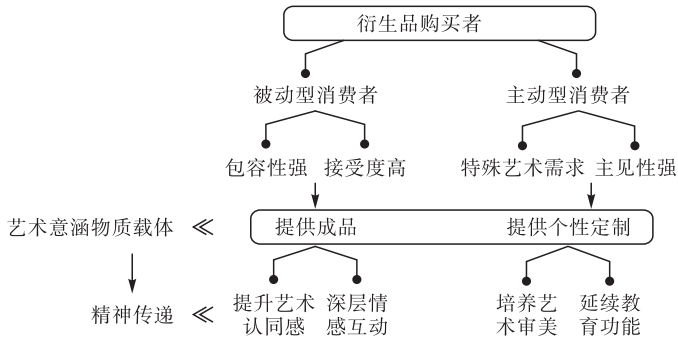 衍生品购买者
被动型消费者 主动型消费者
包容性强 接受度高 特殊艺术需求 主见性强
艺术意涵物质载体 提供成品 提供个性定制
精神传递 提升艺术 深层情 培养艺 延续教
认同感 感互动 术审美 育功能